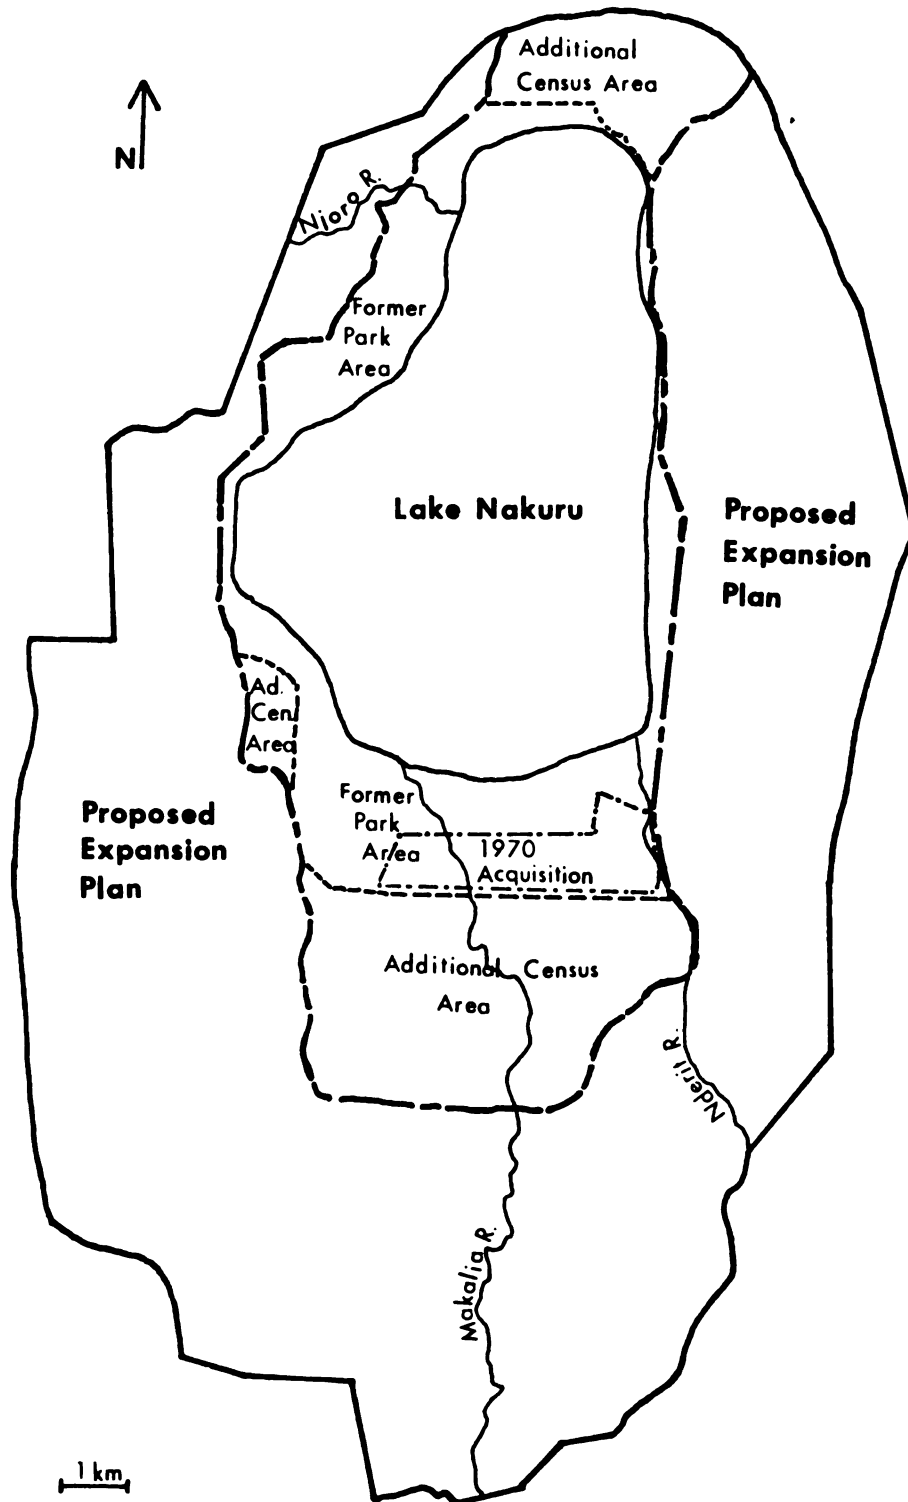 Additional
Census Area
N
Njoro R.
Former
Park
Area
Lake Nakuru
Proposed
Expansion
Plan
Ad.
Cen
Area
Proposed
Expansion
Plan
Former
Park
Area
1970
Acquisition
Additional Census
Area
Nderit R.
Makalia R.
1 km